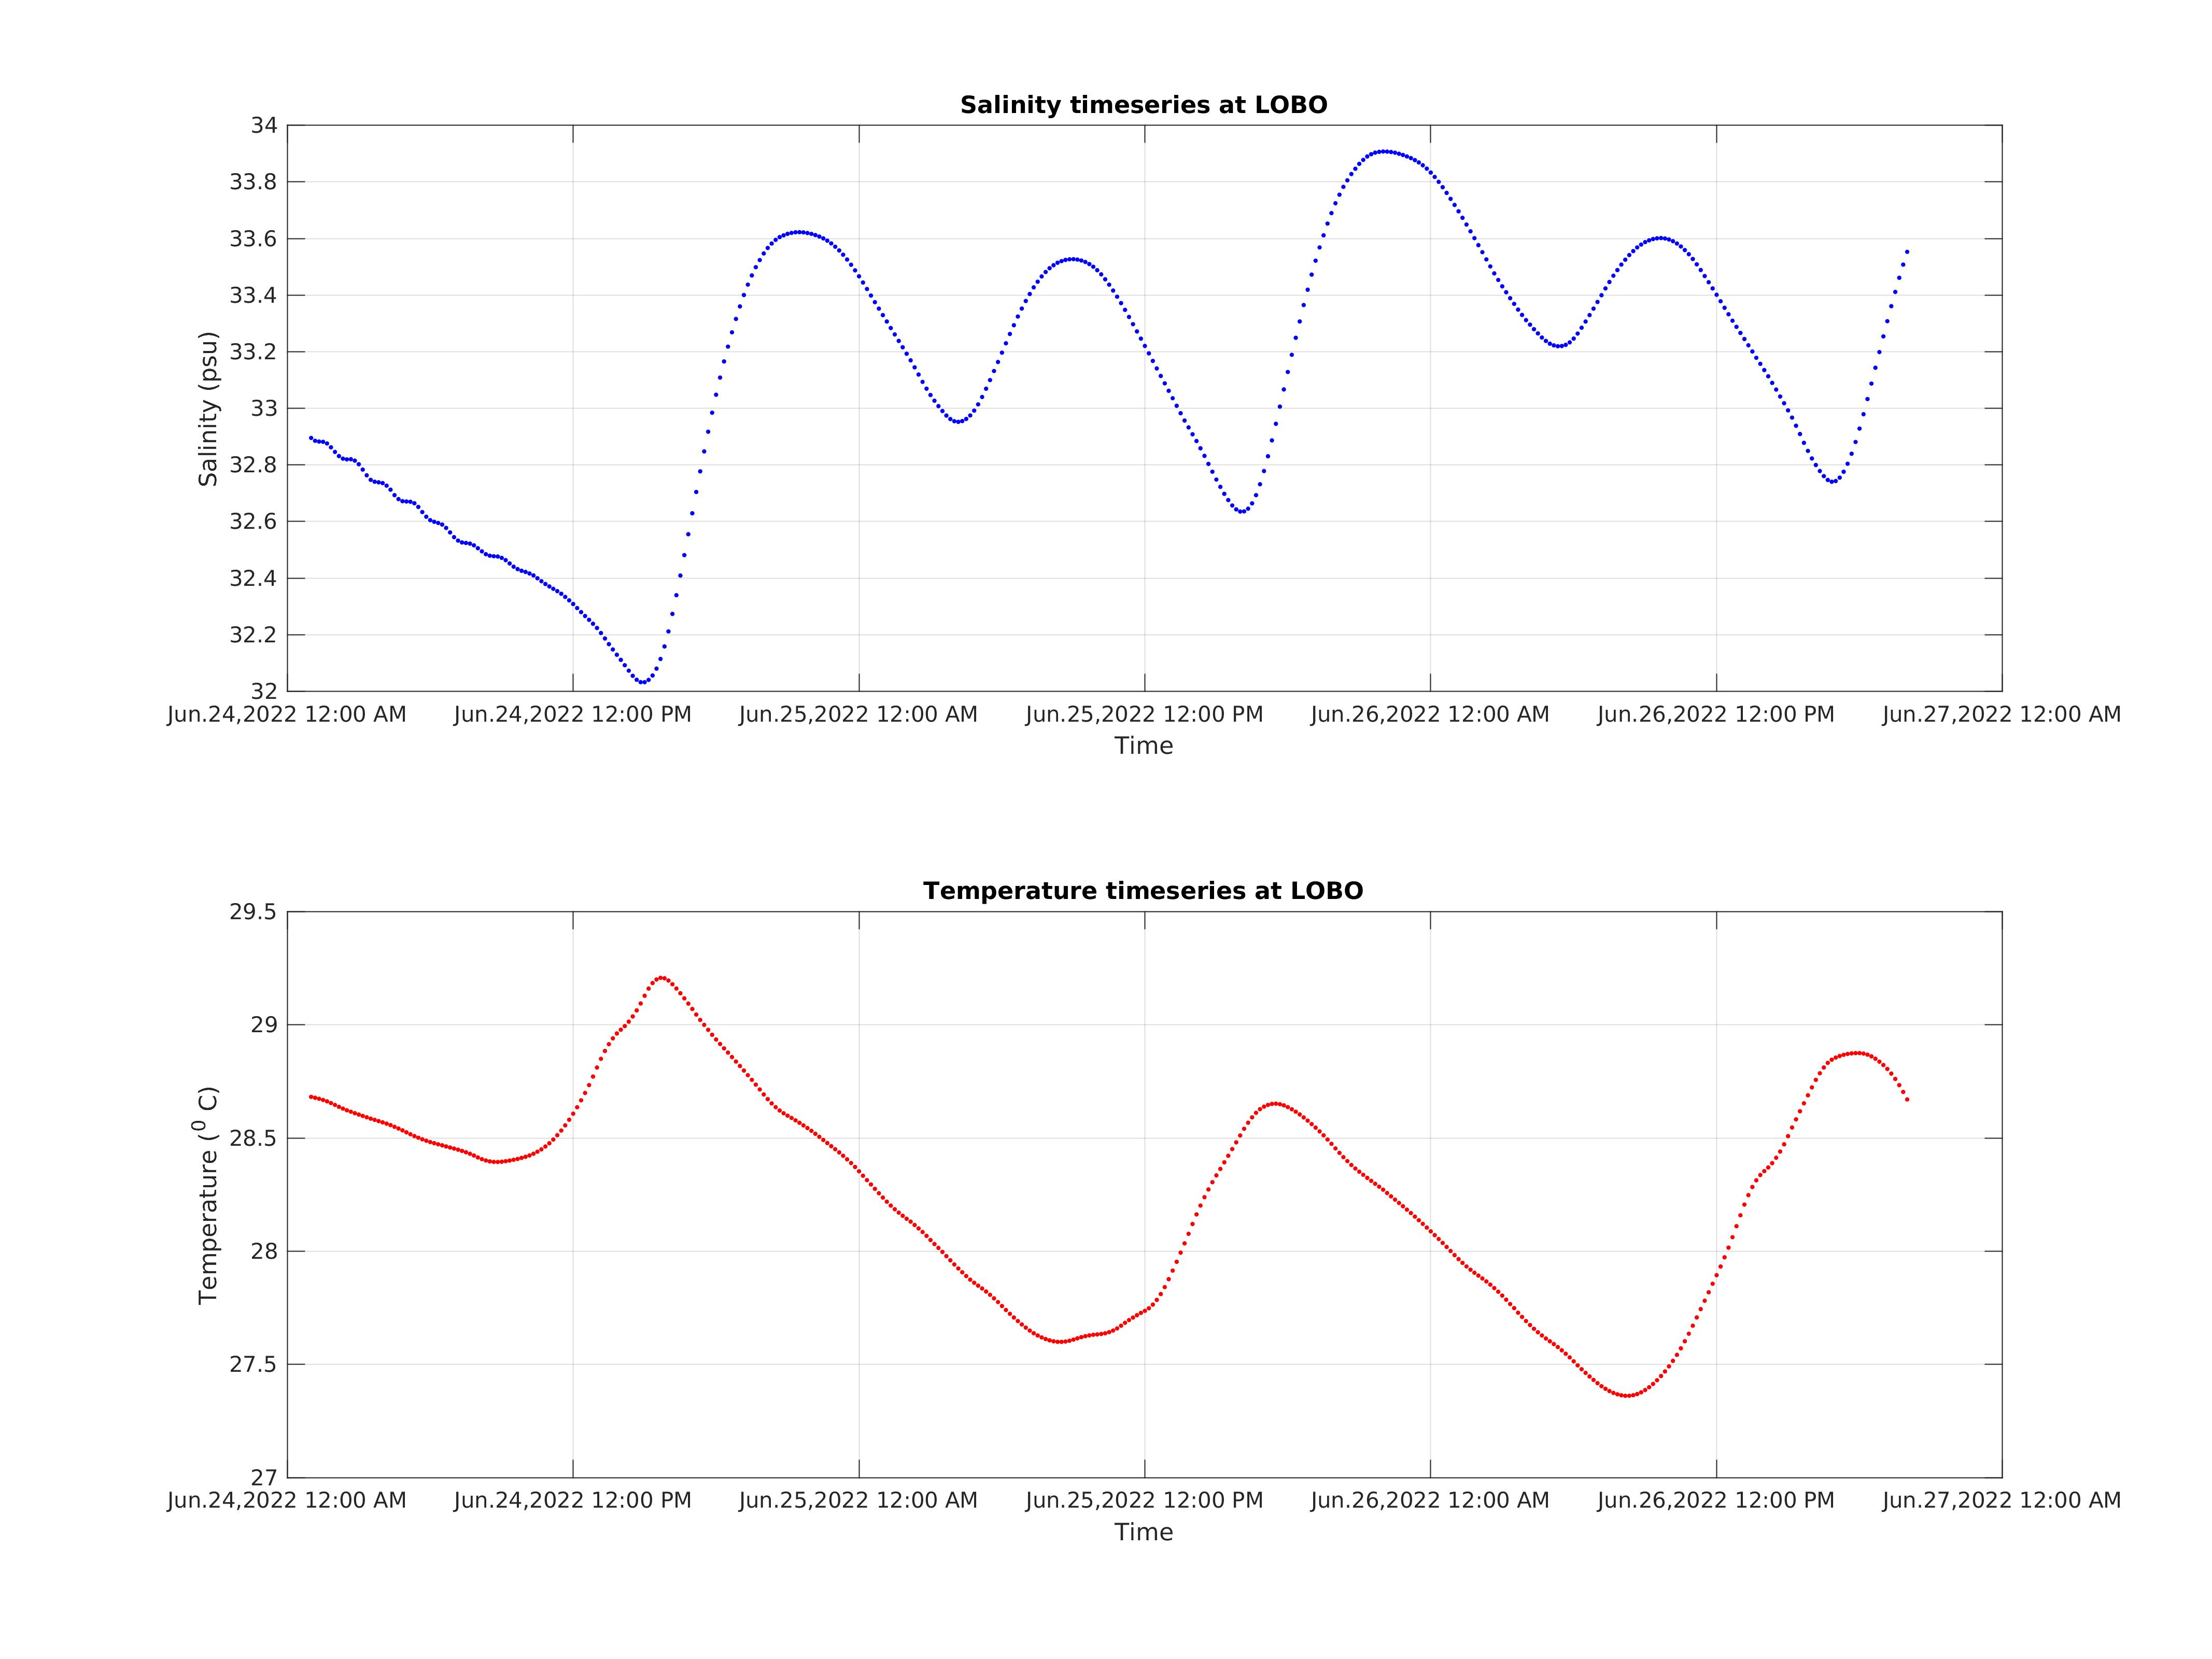 Salinity timeseries at LOBO
34
33.8
33.6
33.4
33.2
33
32.8
32.6
32.4
32.2
32
Salinity (psu)
Jun.24,2022 12:00 AM Jun.24,2022 12:00 PM Jun.25,2022 12:00 AM Jun.25,2022 12:00 PM Jun.26,2022 12:00 AM Jun.26,2022 12:00 PM Jun.27,2022 12:00 AM
Time
Temperature timeseries at LOBO
29.5
29
28.5
28
27.5
27
Temperature (⁰ C)
Jun.24,2022 12:00 AM Jun.24,2022 12:00 PM Jun.25,2022 12:00 AM Jun.25,2022 12:00 PM Jun.26,2022 12:00 AM Jun.26,2022 12:00 PM Jun.27,2022 12:00 AM
Time